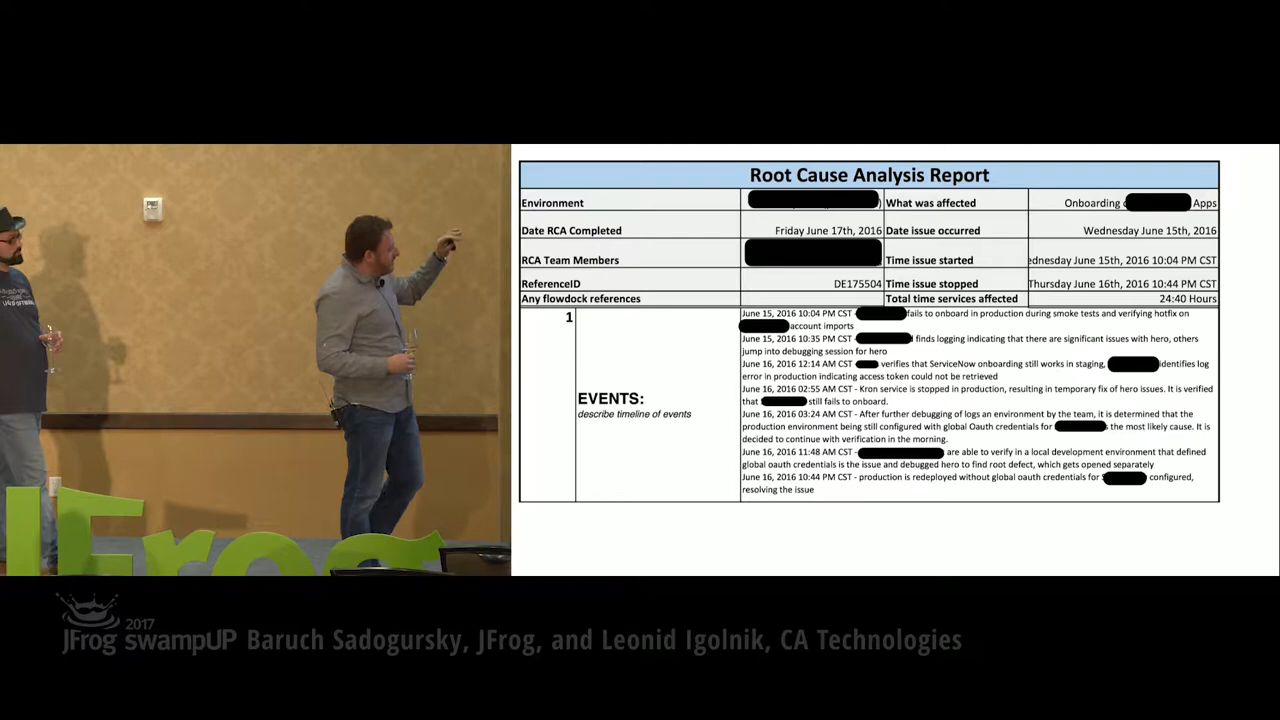 Root Cause Analysis Report
Environment
What was affected
Onboarding Apps
Date RCA Completed
Friday June 17th, 2016
Date issue occurred
Wednesday June 15th, 2016
RCA Team Members
Time issue started
ednesday June 15th, 2016 10:04 PM CST
ReferenceID
DE175504
Time issue stopped
Thursday June 16th, 2016 10:44 PM CST
Any flowdock references
Total time services affected
24:40 Hours
1
EVENTS:
describe timeline of events
June 15, 2016 10:04 PM CST - fails to onboard in production during smoke tests and verifying hotfix on
account imports
June 15, 2016 10:35 PM CST - finds logging indicating that there are significant issues with hero, others
jump into debugging session for hero
June 16, 2016 12:14 AM CST - verifies that ServiceNow onboarding still works in staging, identifies log
error in production indicating access token could not be retrieved
June 16, 2016 02:55 AM CST - Kron service is stopped in production, resulting in temporary fix of hero issues. It is verified
that still fails to onboard.
June 16, 2016 03:24 AM CST - After further debugging of logs an environment by the team, it is determined that the
production environment being still configured with global Oauth credentials for s the most likely cause. It is
decided to continue with verification in the morning.
June 16, 2016 11:48 AM CST - are able to verify in a local development environment that defined
global oauth credentials is the issue and debugged hero to find root defect, which gets opened separately
June 16, 2016 10:44 PM CST - production is redeployed without global oauth credentials for configured,
resolving the issue
JFrog
2017
JFrog swampUP
Baruch Sadogursky, JFrog, and Leonid Igolnik, CA Technologies